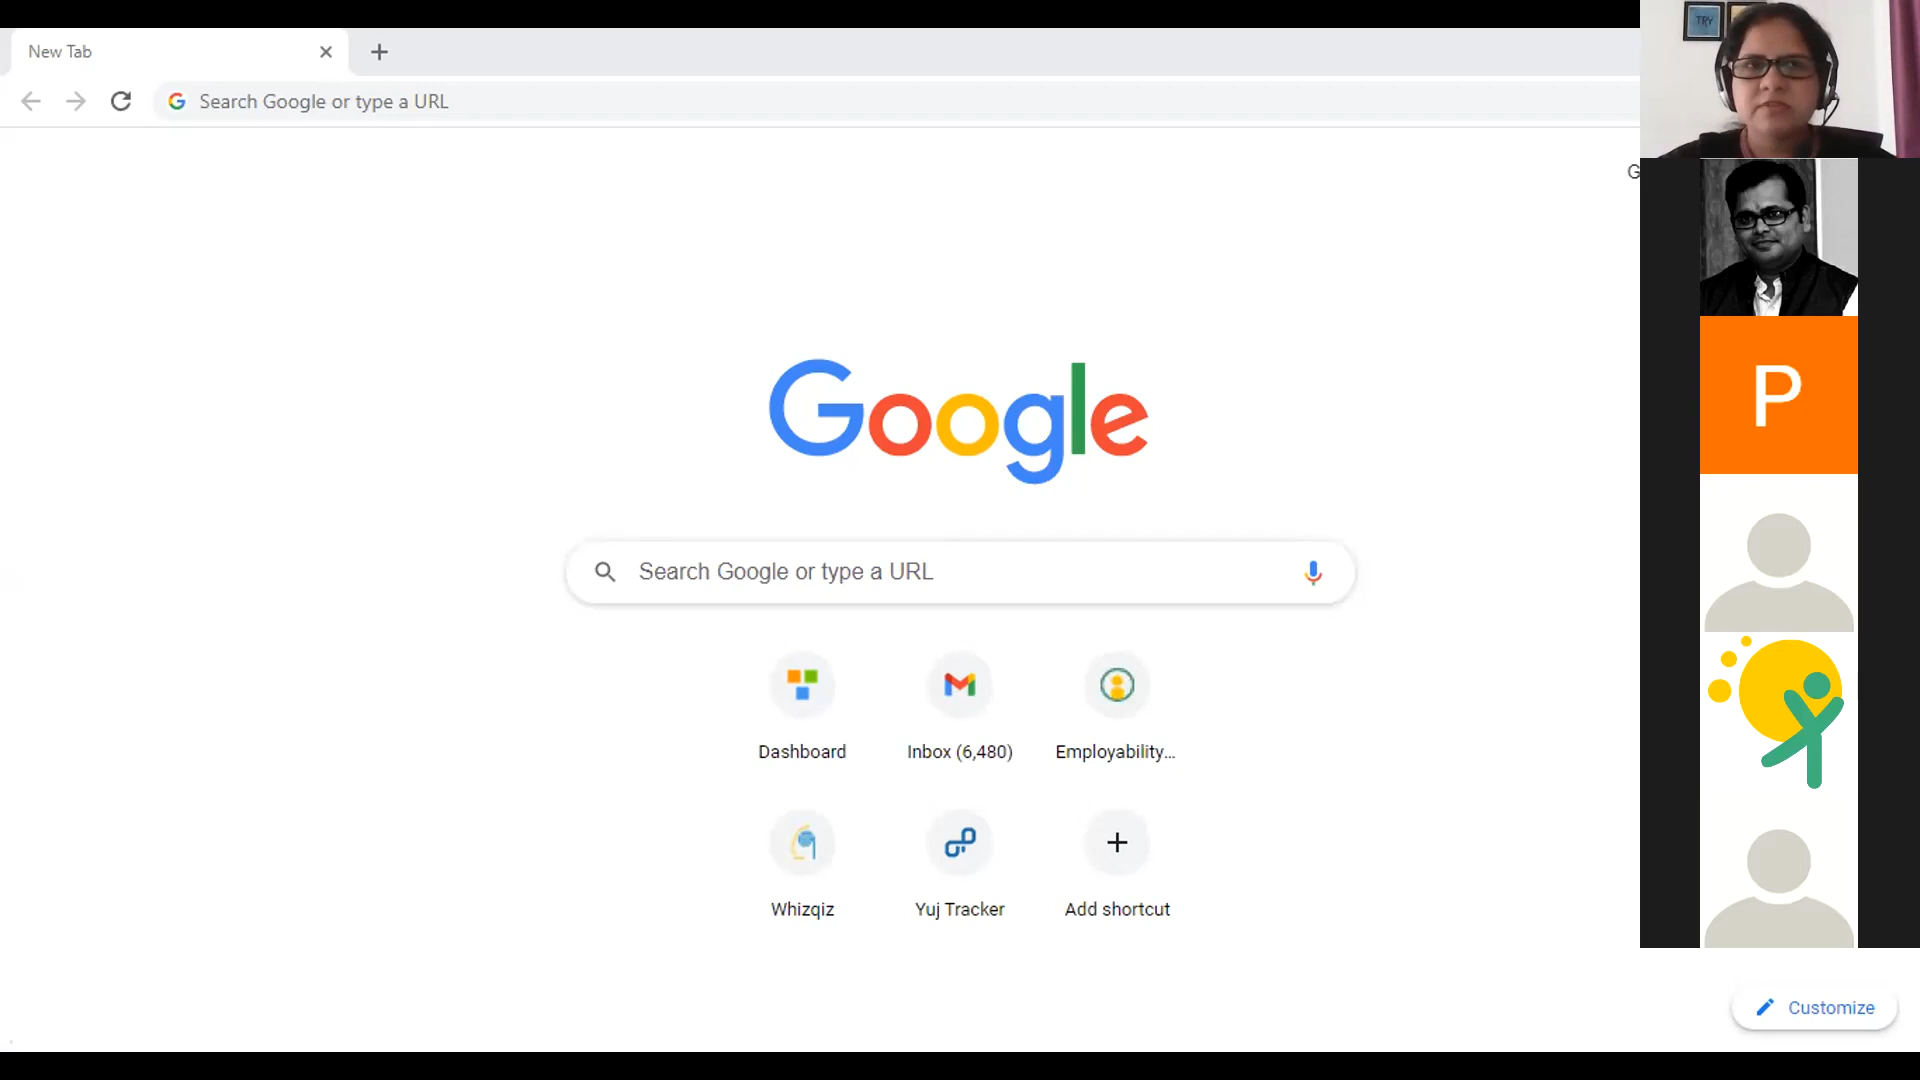 New Tab
Search Google or type a URL
TRY
G
P
Google
Search Google or type a URL
Dashboard
Inbox (6,480)
Employability...
Whizqiz
Yuj Tracker
Add shortcut
Customize